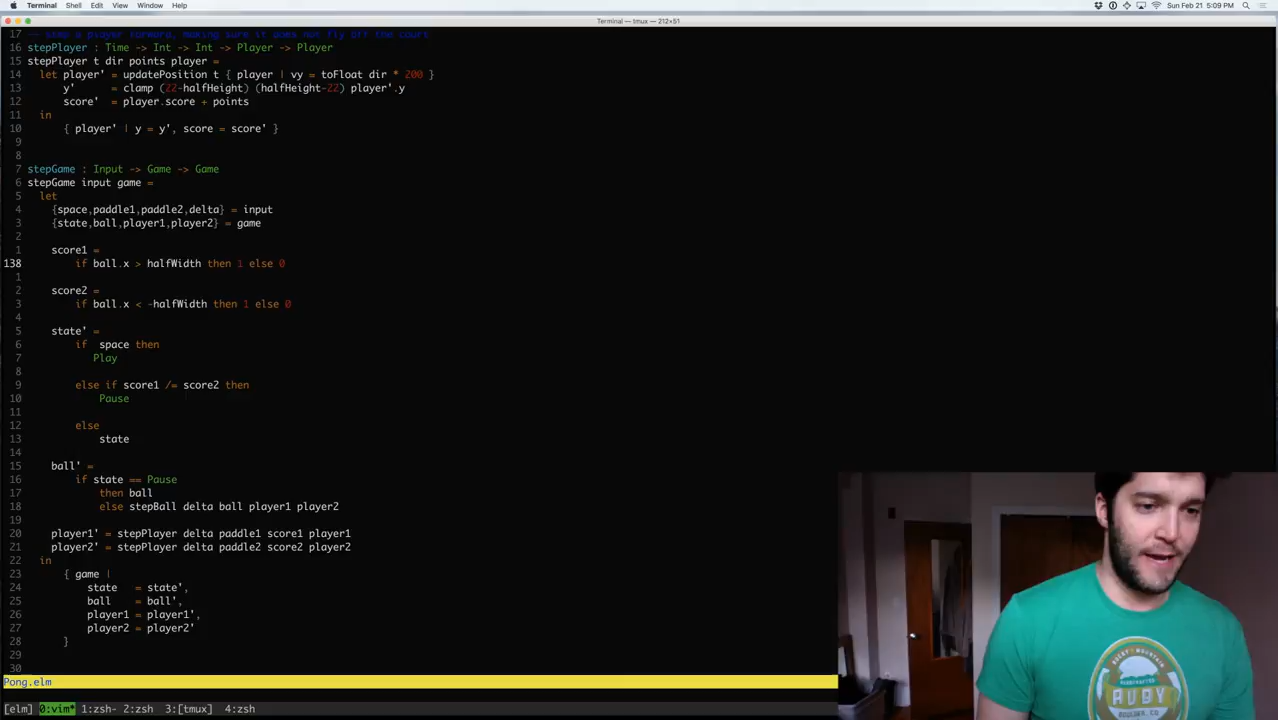 Terminal Shell Edit View Window Help Sun Feb 21 5:09 PM
Terminal — tmux — 212×51
17 -- step a player forward, making sure it does not fly off the court
16 stepPlayer : Time -> Int -> Int -> Player -> Player
15 stepPlayer t dir points player =
14 let player' = updatePosition t { player | vy = toFloat dir * 200 }
13 y' = clamp (22-halfHeight) (halfHeight-22) player'.y
12 score' = player.score + points
11 in
10 { player' | y = y', score = score' }
9
8
7 stepGame : Input -> Game -> Game
6 stepGame input game =
5 let
4 {space,paddle1,paddle2,delta} = input
3 {state,ball,player1,player2} = game
2
1 score1 =
138 if ball.x > halfWidth then 1 else 0
1
2 score2 =
3 if ball.x < -halfWidth then 1 else 0
4
5 state' =
6 if space then
7 Play
8
9 else if score1 /= score2 then
10 Pause
11
12 else
13 state
14
15 ball' =
16 if state == Pause
17 then ball
18 else stepBall delta ball player1 player2
19
20 player1' = stepPlayer delta paddle1 score1 player1
21 player2' = stepPlayer delta paddle2 score2 player2
22 in
23 { game |
24 state = state',
25 ball = ball',
26 player1 = player1',
27 player2 = player2'
28 }
29
30
Pong.elm
[elm] 0:vim* 1:zsh- 2:zsh 3:[tmux] 4:zsh
ROCKY MOUNTAIN
HANDCRAFTED
RUBY
BOULDER, CO